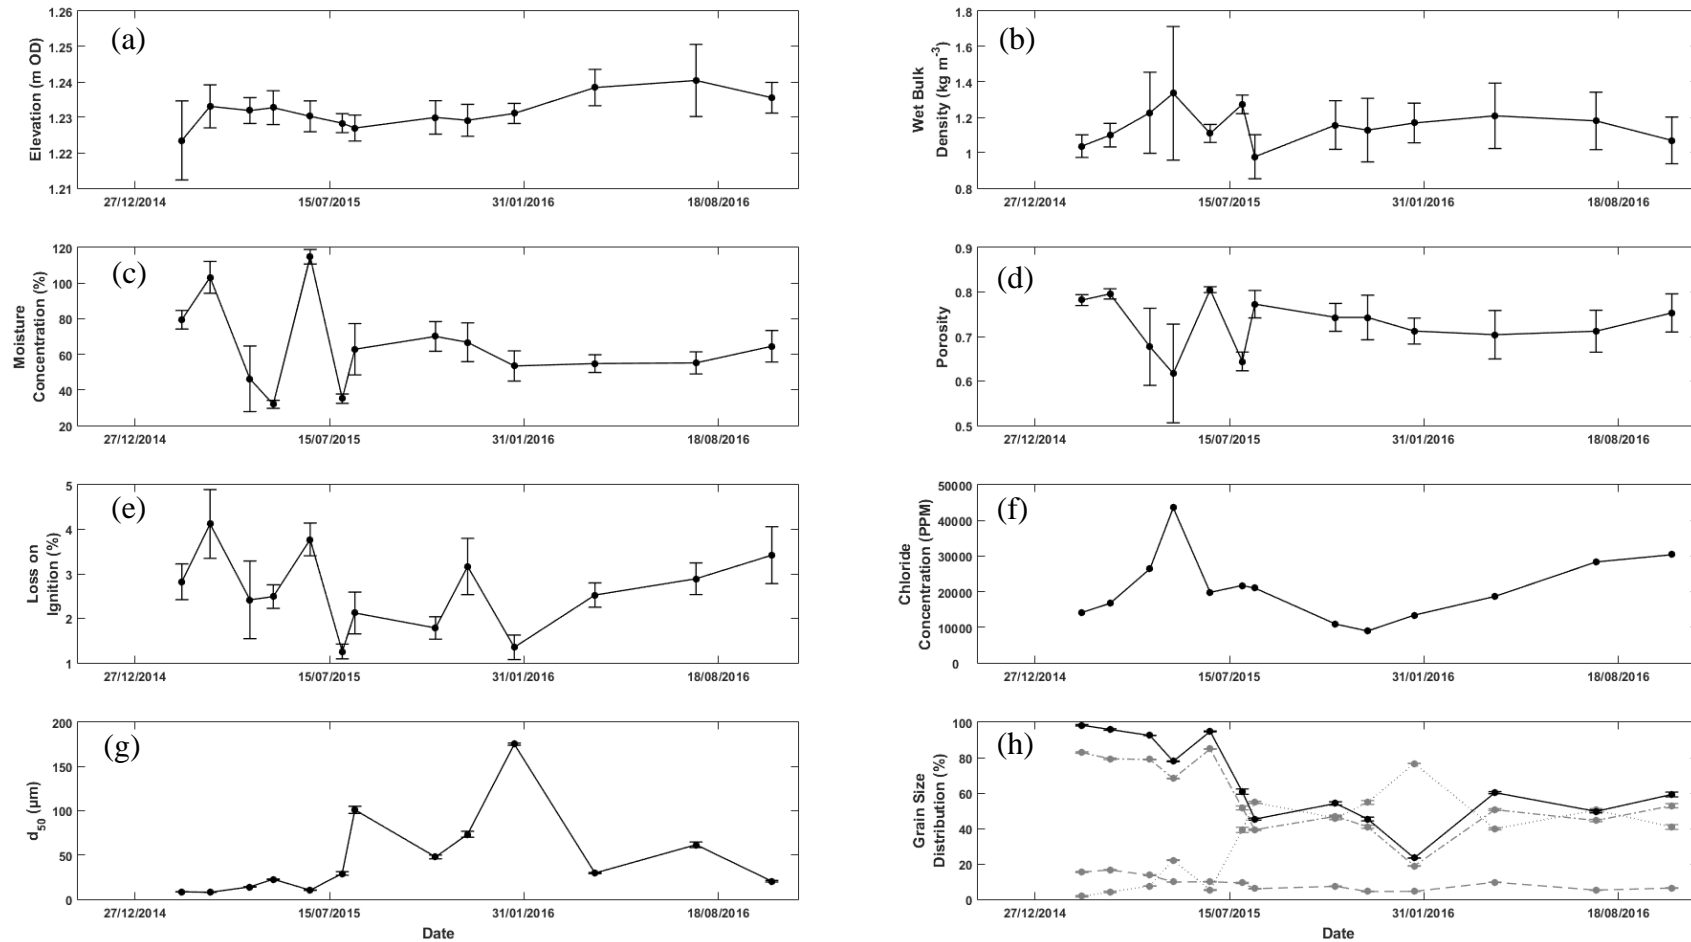 (a)
Elevation (m OD)
1.26
1.25
1.24
1.23
1.22
1.21
27/12/2014 15/07/2015 31/01/2016 18/08/2016
(b)
Wet Bulk
Density (kg m-3)
1.8
1.6
1.4
1.2
1
0.8
27/12/2014 15/07/2015 31/01/2016 18/08/2016
(c)
Moisture
Concentration (%)
120
100
80
60
40
20
27/12/2014 15/07/2015 31/01/2016 18/08/2016
(d)
Porosity
0.9
0.8
0.7
0.6
0.5
27/12/2014 15/07/2015 31/01/2016 18/08/2016
(e)
Loss on
Ignition (%)
5
4
3
2
1
27/12/2014 15/07/2015 31/01/2016 18/08/2016
(f)
Chloride
Concentration (PPM)
50000
40000
30000
20000
10000
0
27/12/2014 15/07/2015 31/01/2016 18/08/2016
(g)
d50 (µm)
200
150
100
50
0
27/12/2014 15/07/2015 31/01/2016 18/08/2016
Date
(h)
Grain Size
Distribution (%)
100
80
60
40
20
0
27/12/2014 15/07/2015 31/01/2016 18/08/2016
Date